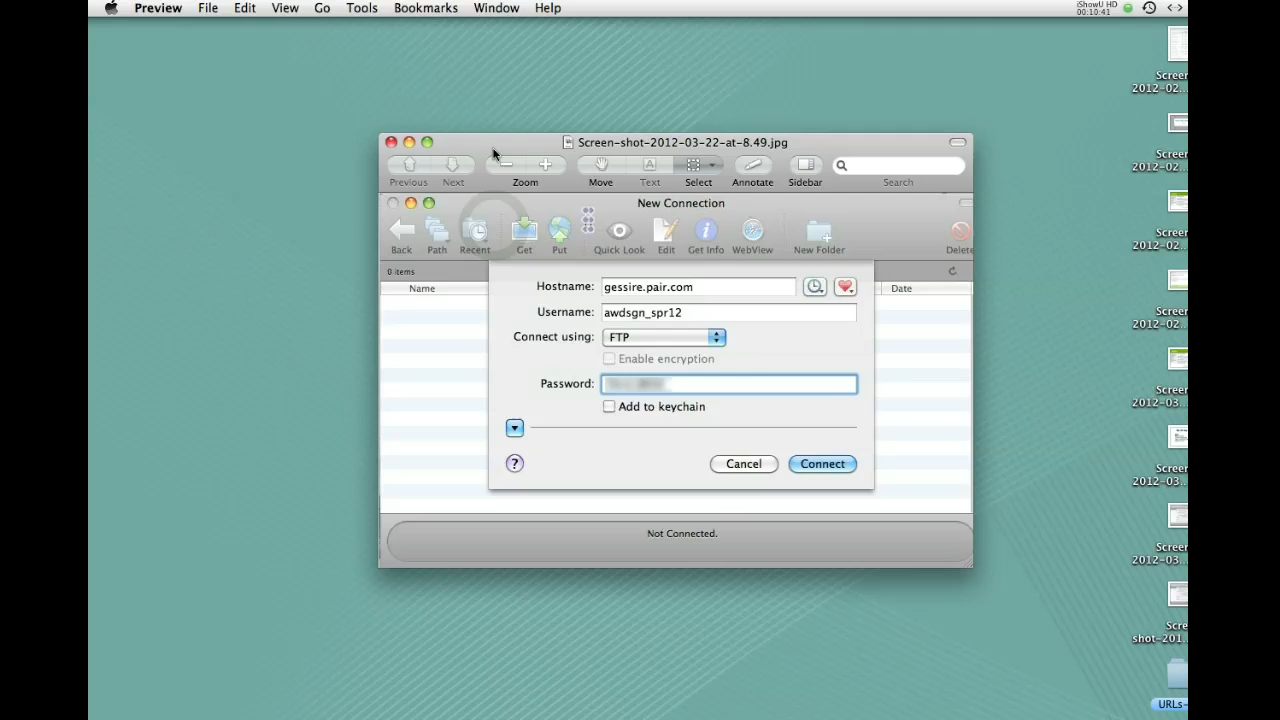 Preview File Edit View Go Tools Bookmarks Window Help
iShowU HD
00:10:41
Screen-shot-2012-03-22-at-8.49.jpg
Previous Next Zoom Move Text Select Annotate Sidebar Search
New Connection
Back Path Recent Get Put Quick Look Edit Get Info WebView New Folder Delete
0 items
Name Date
Hostname: gessire.pair.com
Username: awdsgn_spr12
Connect using: FTP
Enable encryption
Password:
Add to keychain
?
Cancel Connect
Not Connected.
Screen
2012-02...
Screen
2012-02...
Screen
2012-02...
Screen
2012-02...
Screen
2012-03...
Screen
2012-03...
Screen
2012-03...
Scre
shot-201
URLs-